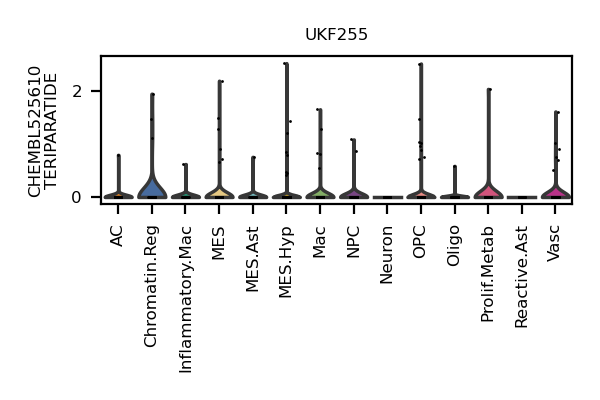 UKF255
CHEMBL525610
TERIPARATIDE
2
0
AC
Chromatin.Reg
Inflammatory.Mac
MES
MES.Ast
MES.Hyp
Mac
NPC
Neuron
OPC
Oligo
Prolif.Metab
Reactive.Ast
Vasc